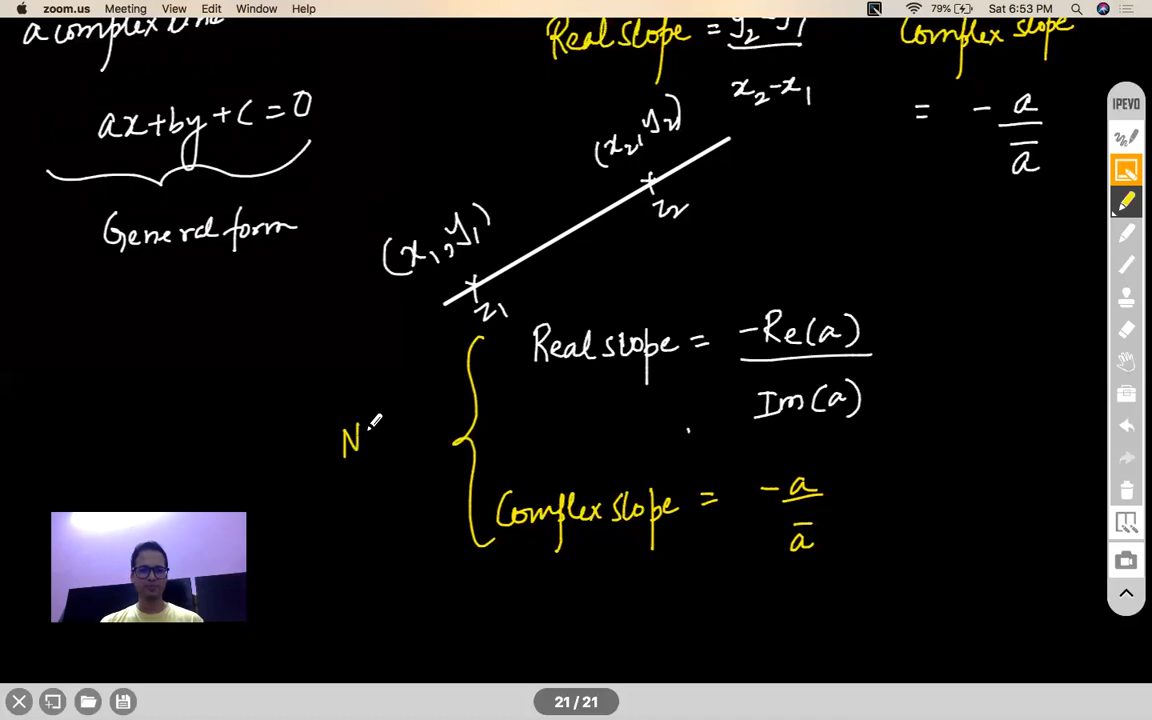 zoom.us Meeting View Edit Window Help
79% Sat 6:53 PM
a complex line
Real slope = y2-y1
x2-x1
Complex slope
= - a
a̅
ax+by+c=0
General form
(x2, y2)
z2
(x1, y1)
z1
IPEVO
Real slope = -Re(a)
Im(a)
N
Complex slope = -a
a̅
21 / 21